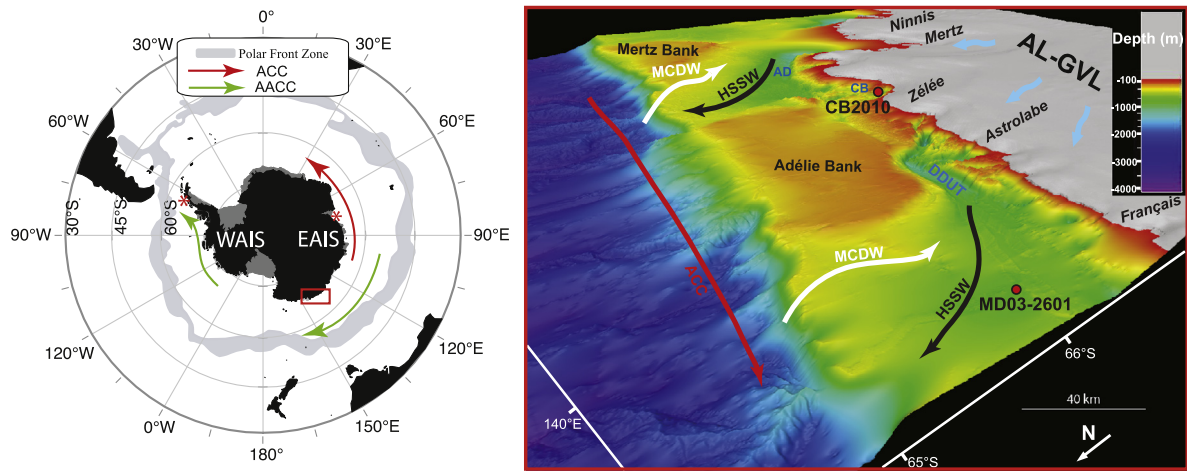 0°
30°W
30°E
Polar Front Zone
ACC
AACC
60°W
60°E
30°S
45°S
60°S
90°W
90°E
WAIS
EAIS
*
*
120°W
120°E
0°W
150°E
180°
Ninnis
Mertz
AL-GVL
Depth (m)
-100
-1000
-2000
-3000
-4000
Mertz Bank
MCDW
HSSW
AD
CB
CB2010
Zélée
Astrolabe
Adélie Bank
DDUT
Français
ACC
MCDW
HSSW
MD03-2601
66°S
40 km
140°E
N
65°S